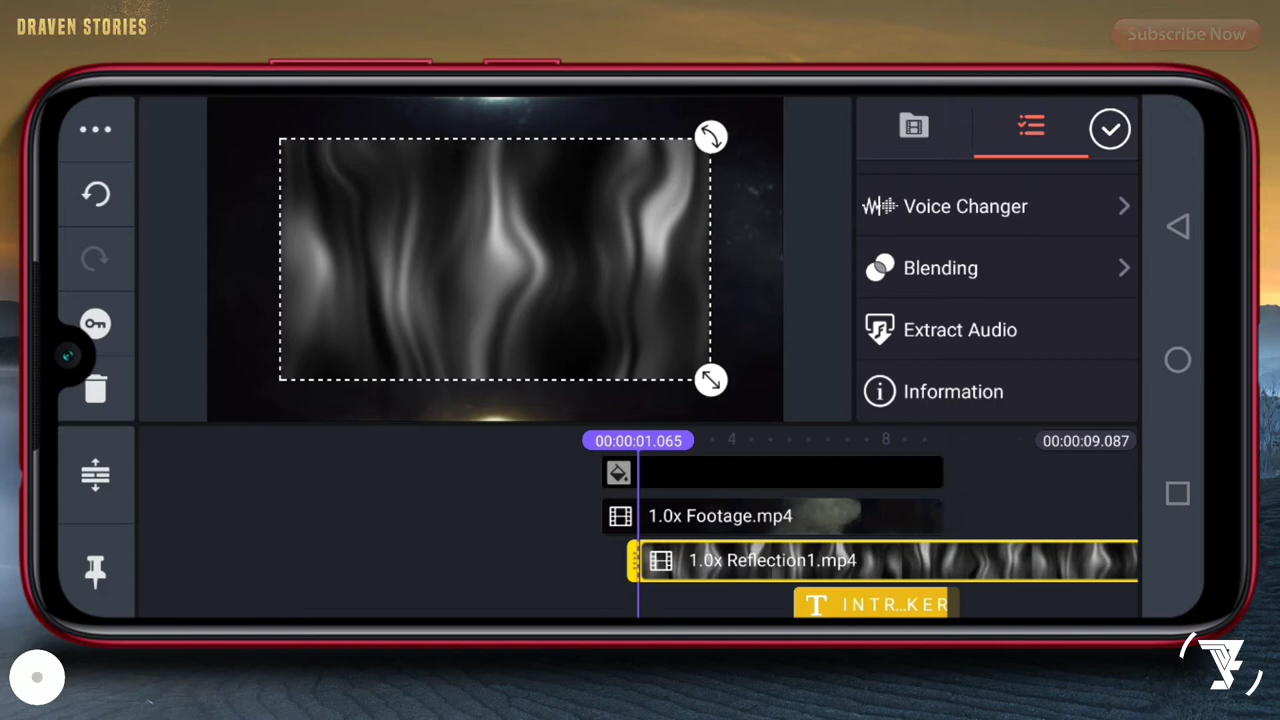 DRAVEN STORIES
Subscribe Now
Voice Changer
Blending
Extract Audio
Information
00:00:01.065
4
8
00:00:09.087
1.0x Footage.mp4
1.0x Reflection1.mp4
T INTR...KER